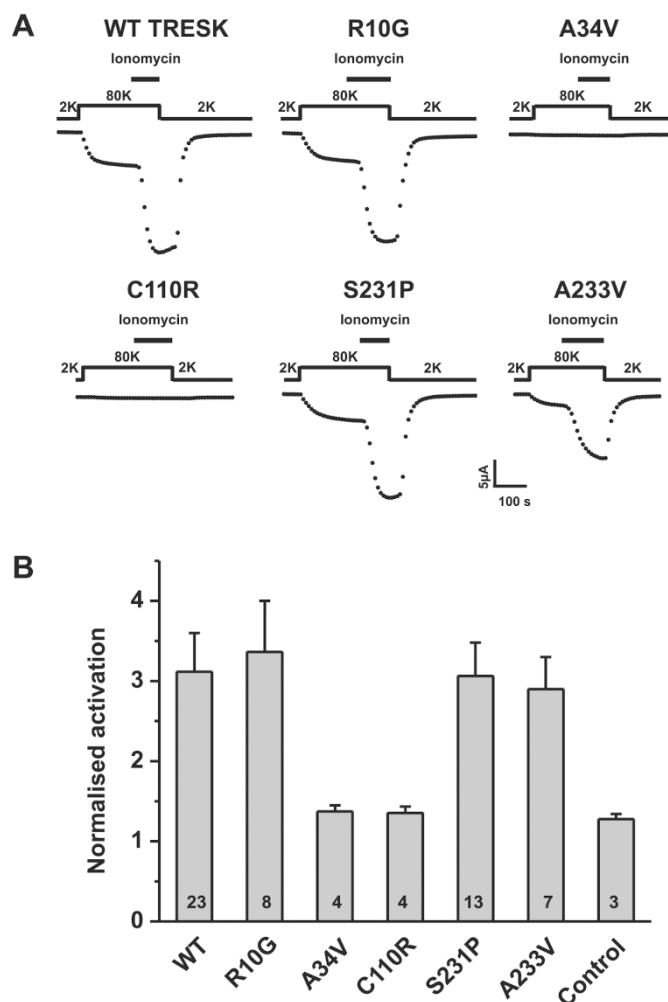 A
WT TRESK
R10G
A34V
Ionomycin
Ionomycin
Ionomycin
2K 80K 2K
2K 80K 2K
2K 80K 2K
C110R
S231P
A233V
Ionomycin
Ionomycin
Ionomycin
2K 80K 2K
2K 80K 2K
2K 80K 2K
5µA
100 s
B
Normalised activation
4
3
2
1
0
23 8 4 4 13 7 3
WT R10G A34V C110R S231P A233V Control